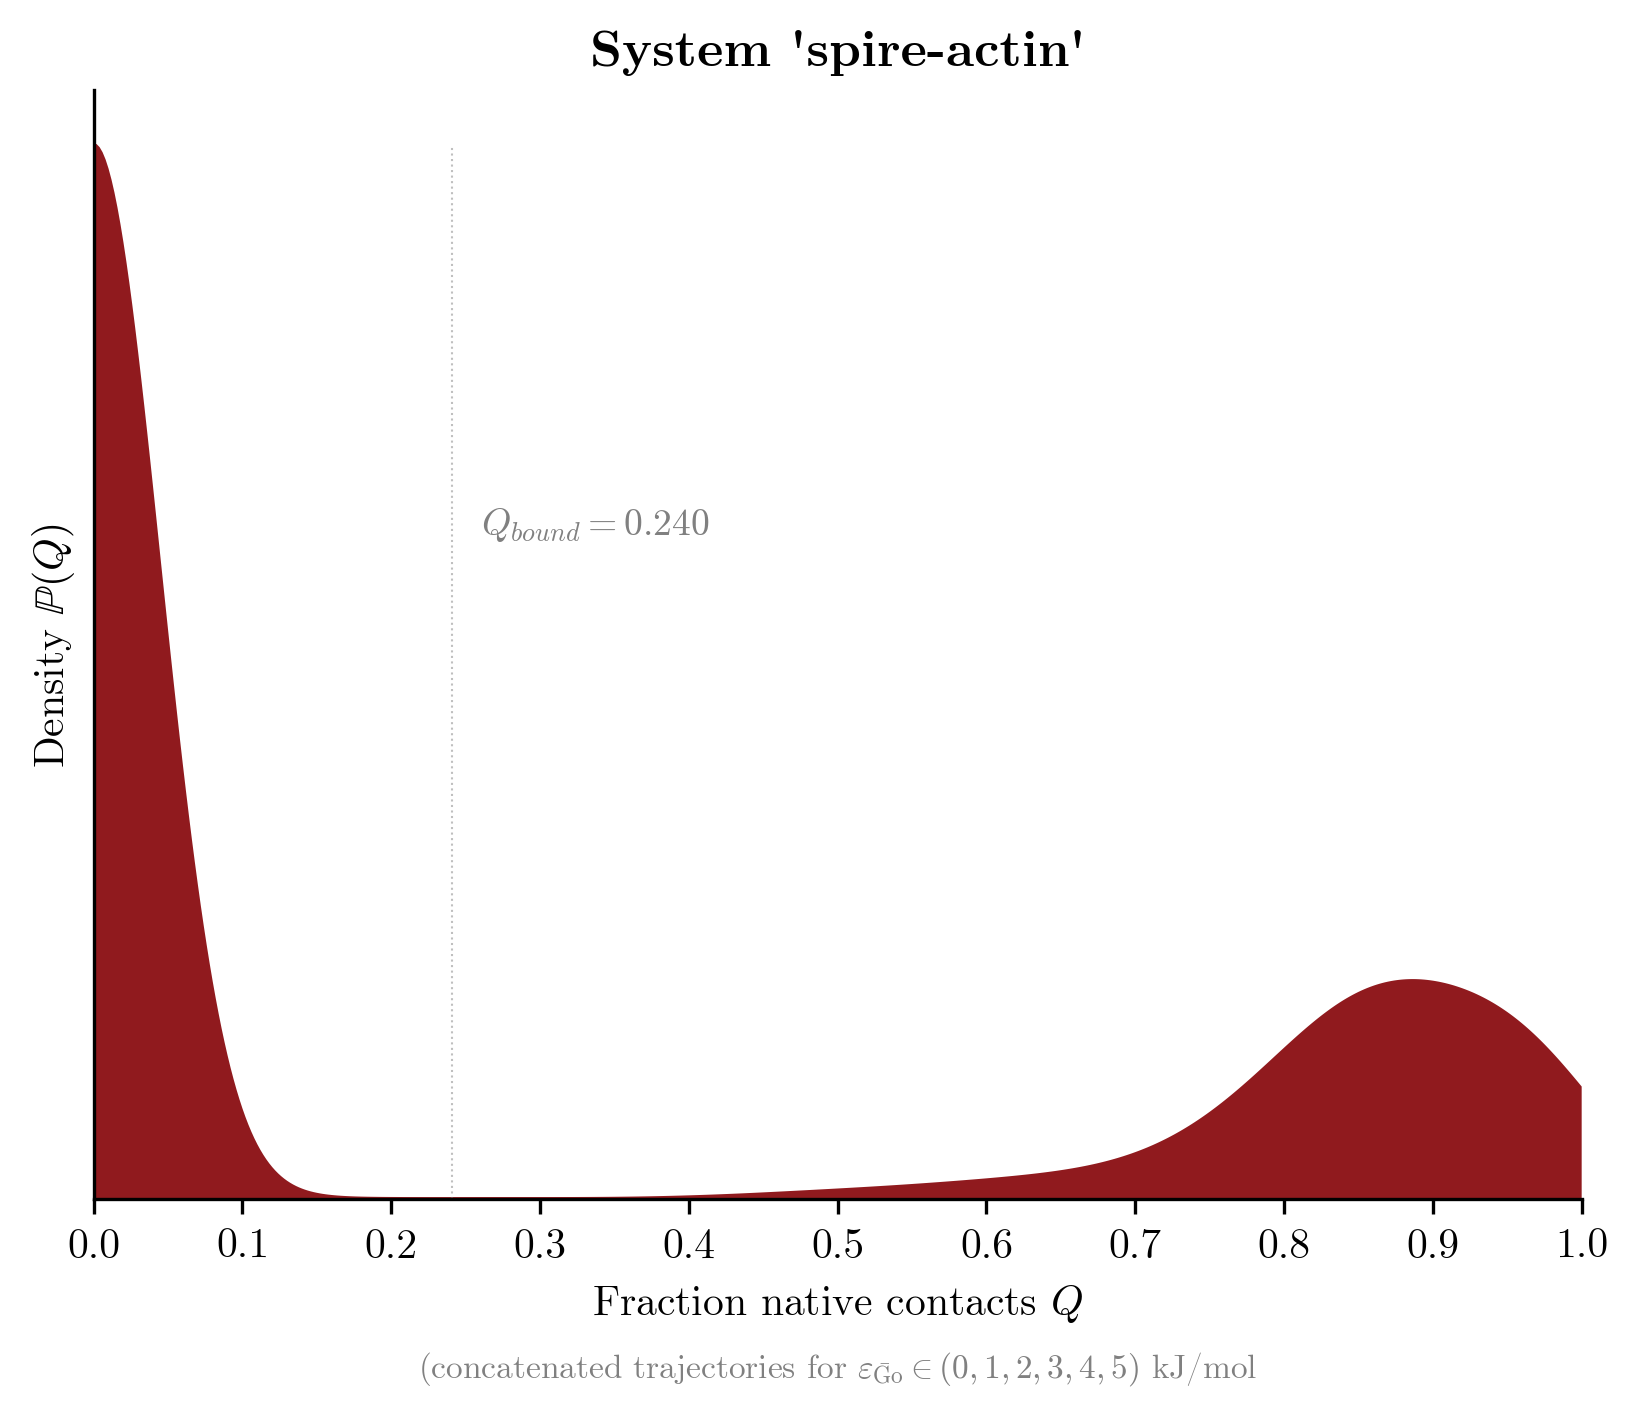 System 'spire-actin'
Density ℙ(Q)
Q_bound = 0.240
0.0 0.1 0.2 0.3 0.4 0.5 0.6 0.7 0.8 0.9 1.0
Fraction native contacts Q
(concatenated trajectories for ε_Ḡo ∈ (0, 1, 2, 3, 4, 5) kJ/mol